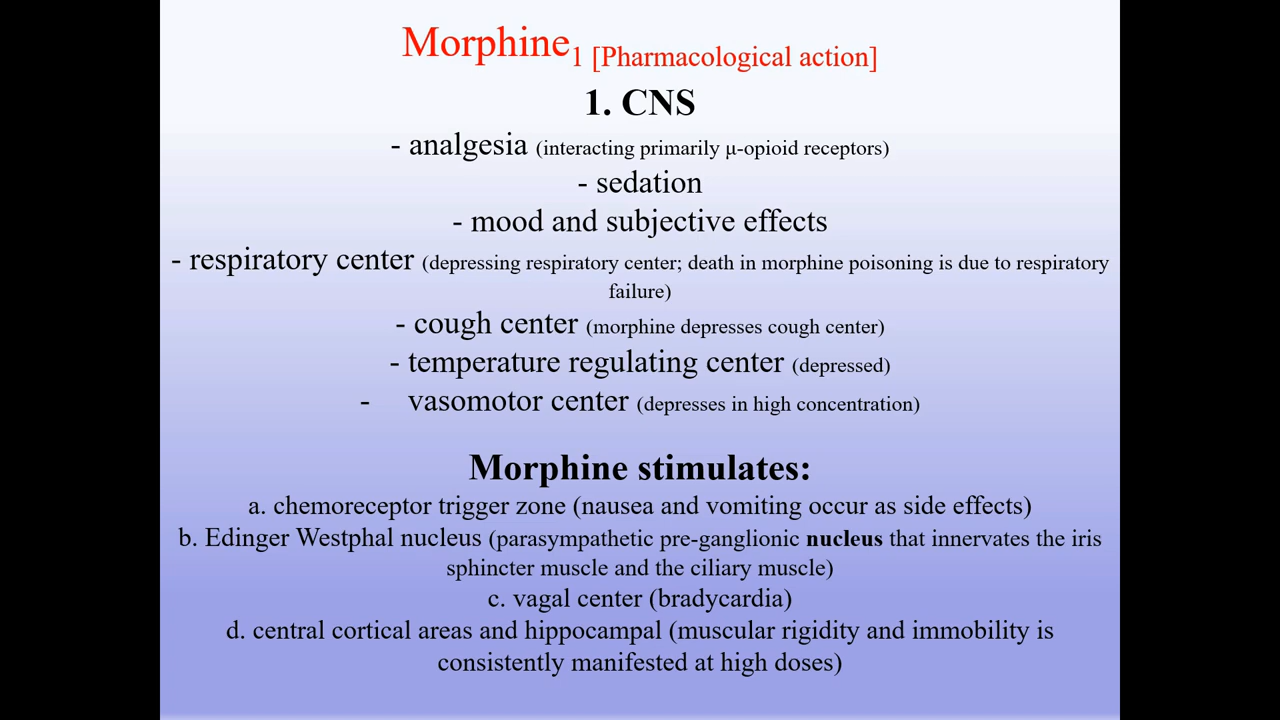 Morphine1 [Pharmacological action]
1. CNS
- analgesia (interacting primarily μ-opioid receptors)
- sedation
- mood and subjective effects
- respiratory center (depressing respiratory center; death in morphine poisoning is due to respiratory
failure)
- cough center (morphine depresses cough center)
- temperature regulating center (depressed)
- vasomotor center (depresses in high concentration)
Morphine stimulates:
a. chemoreceptor trigger zone (nausea and vomiting occur as side effects)
b. Edinger Westphal nucleus (parasympathetic pre-ganglionic nucleus that innervates the iris
sphincter muscle and the ciliary muscle)
c. vagal center (bradycardia)
d. central cortical areas and hippocampal (muscular rigidity and immobility is
consistently manifested at high doses)